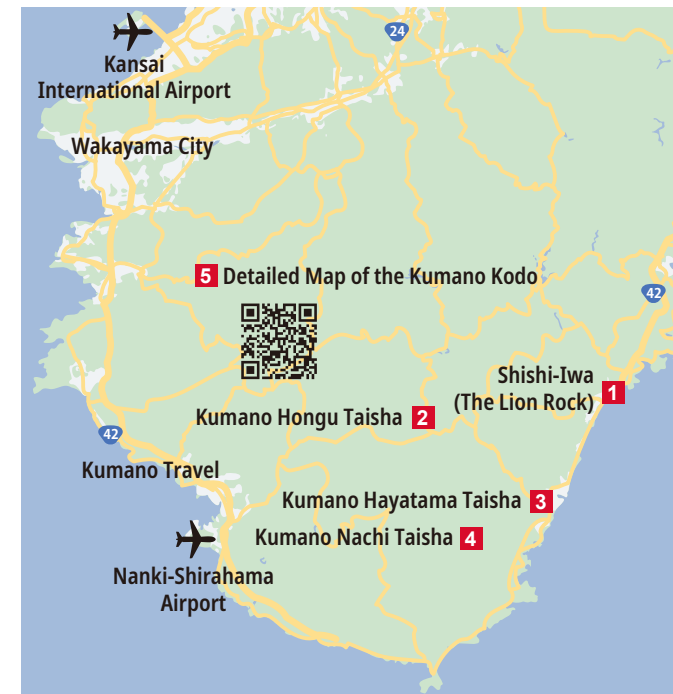 24
Kansai
International Airport
Wakayama City
5 Detailed Map of the Kumano Kodo
42
Shishi-Iwa
(The Lion Rock) 1
Kumano Hongu Taisha 2
42
Kumano Travel
Kumano Hayatama Taisha 3
Kumano Nachi Taisha 4
Nanki-Shirahama
Airport